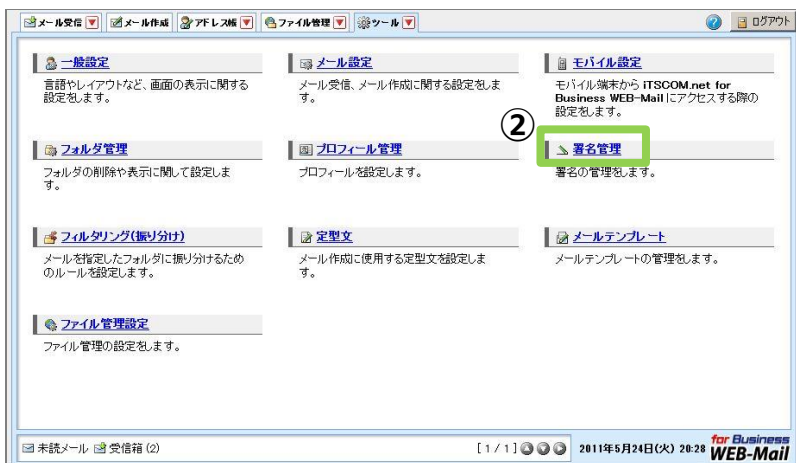 メール受信 メール作成 アドレス帳 ファイル管理 ツール ログアウト
一般設定
言語やレイアウトなど、画面の表示に関する
設定をします。
メール設定
メール受信、メール作成に関する設定をしま
す。
モバイル設定
モバイル端末から iTSCOM.net for
Business WEB-Mail にアクセスする際の
設定をします。
②
フォルダ管理
フォルダの削除や表示に関して設定しま
す。
プロフィール管理
プロフィールを設定します。
署名管理
署名の管理をします。
フィルタリング(振り分け)
メールを指定したフォルダに振り分けるため
のルールを設定します。
定型文
メール作成に使用する定型文を設定しま
す。
メールテンプレート
メールテンプレートの管理をします。
ファイル管理設定
ファイル管理の設定をします。
未読メール 受信箱 (2) [1/1] 2011年5月24日(火) 20:28
for Business
WEB-Mail